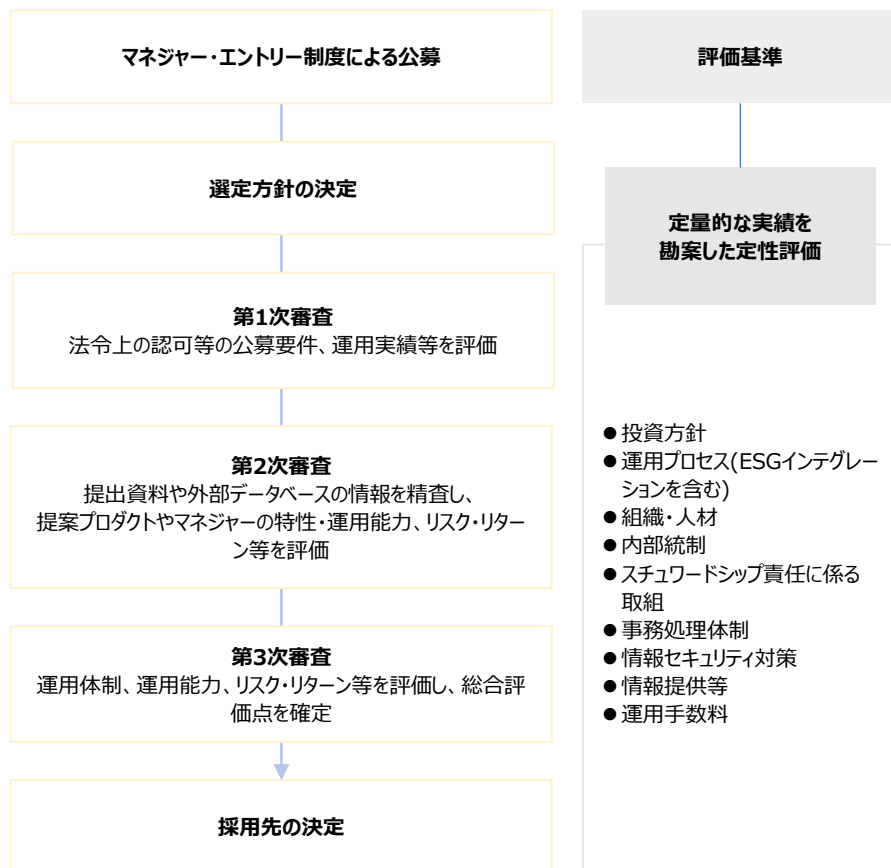 マネジャー・エントリー制度による公募
選定方針の決定
第1次審査
法令上の認可等の公募要件、運用実績等を評価
第2次審査
提出資料や外部データベースの情報を精査し、
提案プロダクトやマネジャーの特性・運用能力、リスク・リター
ン等を評価
第3次審査
運用体制、運用能力、リスク・リターン等を評価し、総合評
価点を確定
採用先の決定
評価基準
定量的な実績を
勘案した定性評価
●投資方針
●運用プロセス(ESGインテグレー
ションを含む)
●組織・人材
●内部統制
●スチュワードシップ責任に係る
取組
●事務処理体制
●情報セキュリティ対策
●情報提供等
●運用手数料